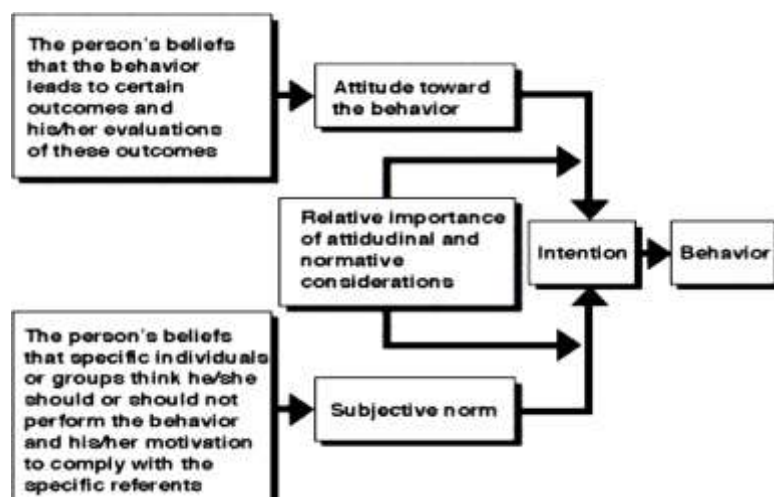 The person's beliefs
that the behavior
leads to certain
outcomes and
his/her evaluations
of these outcomes
Attitude toward
the behavior
Relative importance
of attidudinal and
normative
considerations
Intention
Behavior
The person's beliefs
that specific individuals
or groups think he/she
should or should not
perform the behavior
and his/her motivation
to comply with the
specific referents
Subjective norm